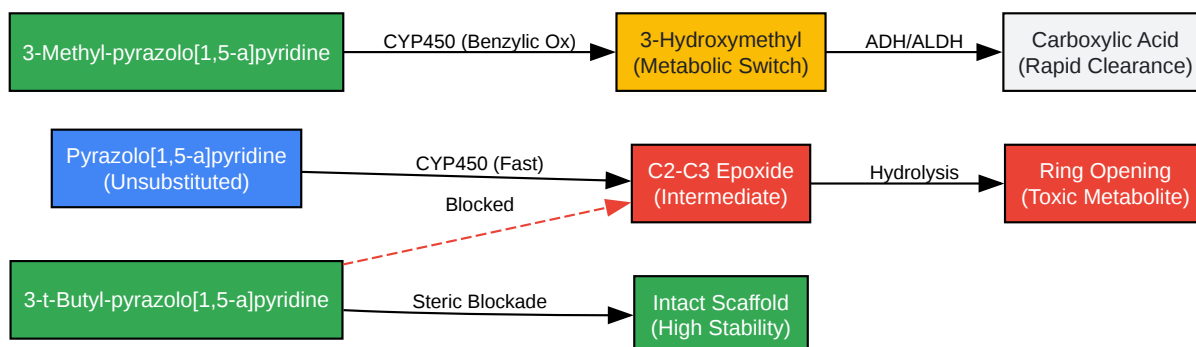 3-Methyl-pyrazolo[1,5-a]pyridine
CYP450 (Benzylic Ox)
3-Hydroxymethyl
(Metabolic Switch)
ADH/ALDH
Carboxylic Acid
(Rapid Clearance)
Pyrazolo[1,5-a]pyridine
(Unsubstituted)
CYP450 (Fast)
C2-C3 Epoxide
(Intermediate)
Hydrolysis
Ring Opening
(Toxic Metabolite)
Blocked
3-t-Butyl-pyrazolo[1,5-a]pyridine
Steric Blockade
Intact Scaffold
(High Stability)